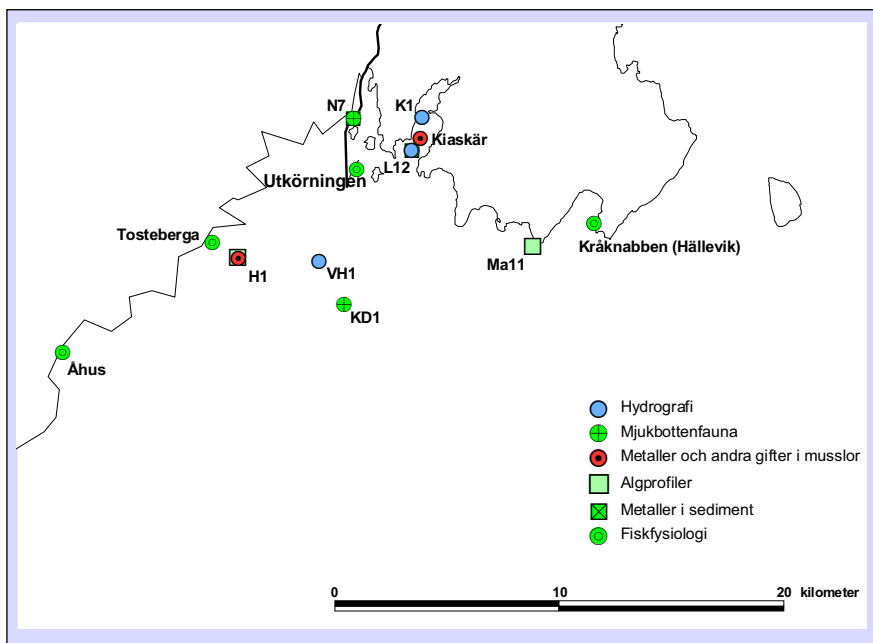 N7
K1
Kiaskär
L12
Utkörningen
Tosteberga
Kråknabben (Hällevik)
Ma11
H1
VH1
KD1
Åhus
Hydrografi
Mjukbottenfauna
Metaller och andra gifter i musslor
Algprofiler
Metaller i sediment
Fiskfysiologi
0 10 20 kilometer